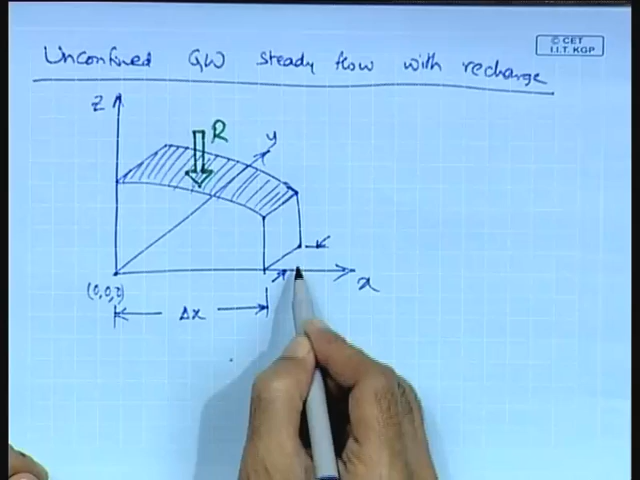 © CET
I.I.T. KGP
Unconfined GW steady flow with recharge
Z
R
y
(0,0,0)
Δx
x